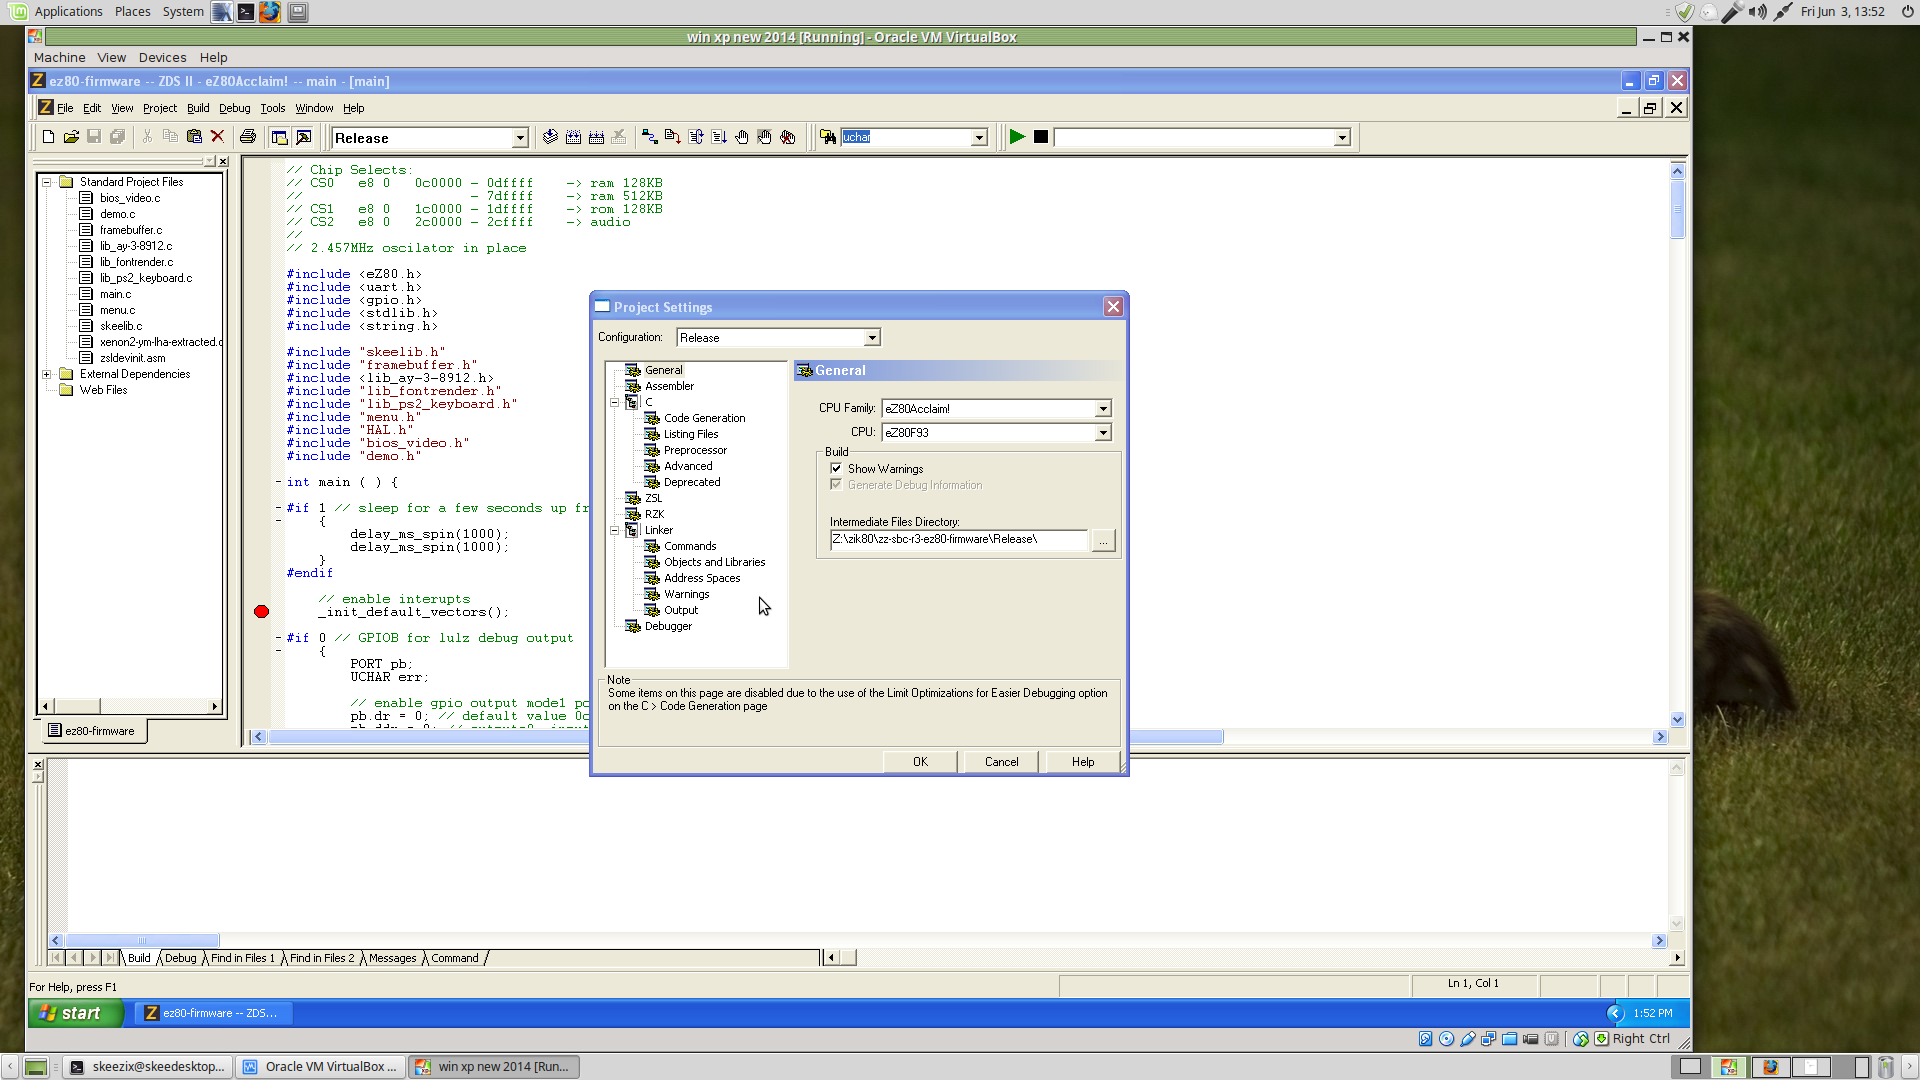 Applications Places System
Fri Jun 3, 13:52
win xp new 2014 [Running] - Oracle VM VirtualBox
Machine View Devices Help
ez80-firmware -- ZDS II - eZ80Acclaim! -- main - [main]
File Edit View Project Build Debug Tools Window Help
Release
uchar
Standard Project Files
bios_video.c
demo.c
framebuffer.c
lib_ay-3-8912.c
lib_fontrender.c
lib_ps2_keyboard.c
main.c
menu.c
skeelib.c
xenon2-ym-lha-extracted.c
zsldevinit.asm
External Dependencies
Web Files
ez80-firmware
// Chip Selects:
// CS0 e8 0 0c0000 - 0dffff -> ram 128KB
// - 7dffff -> ram 512KB
// CS1 e8 0 1c0000 - 1dffff -> rom 128KB
// CS2 e8 0 2c0000 - 2cffff -> audio
//
// 2.457MHz oscilator in place
#include <eZ80.h>
#include <uart.h>
#include <gpio.h>
#include <stdlib.h>
#include <string.h>
#include "skeelib.h"
#include "framebuffer.h"
#include <lib_ay-3-8912.h>
#include "lib_fontrender.h"
#include "lib_ps2_keyboard.h"
#include "menu.h"
#include "HAL.h"
#include "bios_video.h"
#include "demo.h"
int main ( ) {
#if 1 // sleep for a few seconds up fr
{
delay_ms_spin(1000);
delay_ms_spin(1000);
}
#endif
// enable interupts
_init_default_vectors();
#if 0 // GPIOB for lulz debug output
{
PORT pb;
UCHAR err;
// enable gpio output mode1 po
pb.dr = 0; // default value 0
Project Settings
Configuration: Release
General
Assembler
C
Code Generation
Listing Files
Preprocessor
Advanced
Deprecated
ZSL
RZK
Linker
Commands
Objects and Libraries
Address Spaces
Warnings
Output
Debugger
General
CPU Family: eZ80Acclaim!
CPU: eZ80F93
Build
Show Warnings
Generate Debug Information
Intermediate Files Directory:
Z:\zik80\zz-sbc-r3-ez80-firmware\Release\
...
Note
Some items on this page are disabled due to the use of the Limit Optimizations for Easier Debugging option
on the C > Code Generation page
OK Cancel Help
Build Debug Find in Files 1 Find in Files 2 Messages Command
For Help, press F1
Ln 1, Col 1
start
ez80-firmware -- ZDS...
1:52 PM
Right Ctrl
skeezix@skeedesktop...
Oracle VM VirtualBox ...
win xp new 2014 [Run...